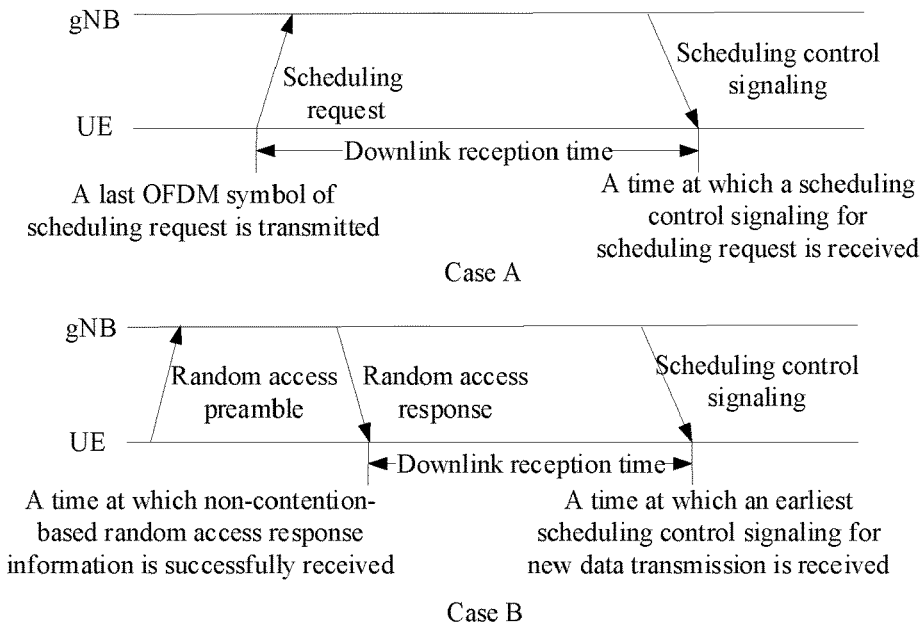 gNB
Scheduling
request
Scheduling control
signaling
UE
Downlink reception time
A last OFDM symbol of
scheduling request is transmitted
A time at which a scheduling
control signaling for
scheduling request is received
Case A
gNB
Random access
preamble
Random access
response
Scheduling control
signaling
UE
Downlink reception time
A time at which non-contention-
based random access response
information is successfully received
A time at which an earliest
scheduling control signaling for
new data transmission is received
Case B